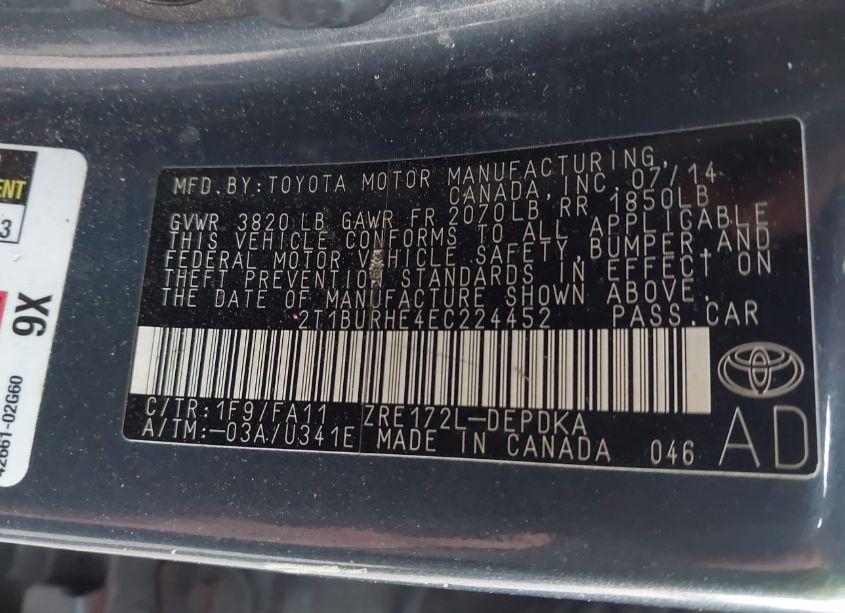 MFD.BY:TOYOTA MOTOR MANUFACTURING,
CANADA,INC.07/14
GVWR 3820 LB GAWR FR 2070LB RR 1850LB
THIS VEHICLE CONFORMS TO ALL APPLICABLE
FEDERAL MOTOR VEHICLE SAFETY,BUMPER AND
THEFT PREVENTION STANDARDS IN EFFECT ON
THE DATE OF MANUFACTURE SHOWN ABOVE.
2T1BURHE4EC224452 PASS.CAR
C/TR:1F9/FA11 ZRE172L-DEPDKA
A/TM:-03A/U341E MADE IN CANADA 046
AD
3
9X
42661-02G60